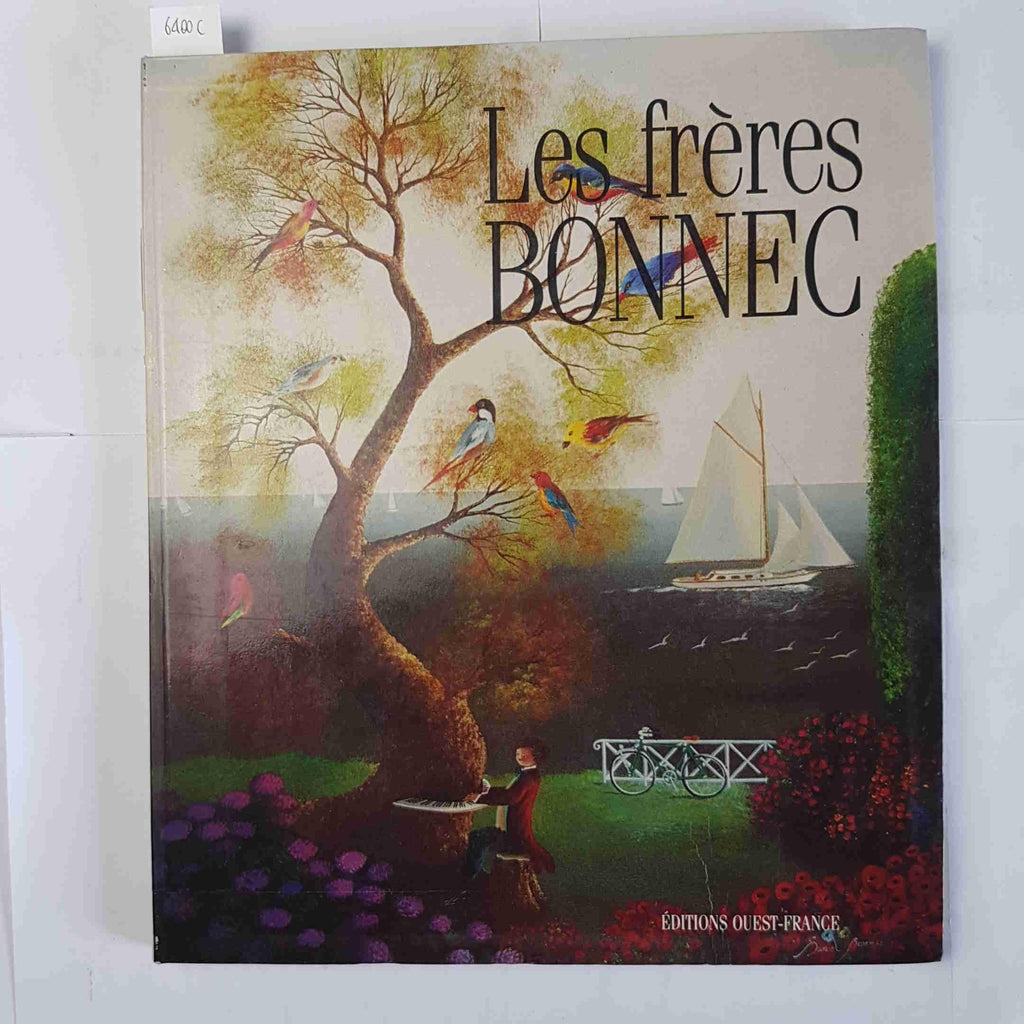 6400 C
Les frères
BONNEC
ÉDITIONS OUEST-FRANCE